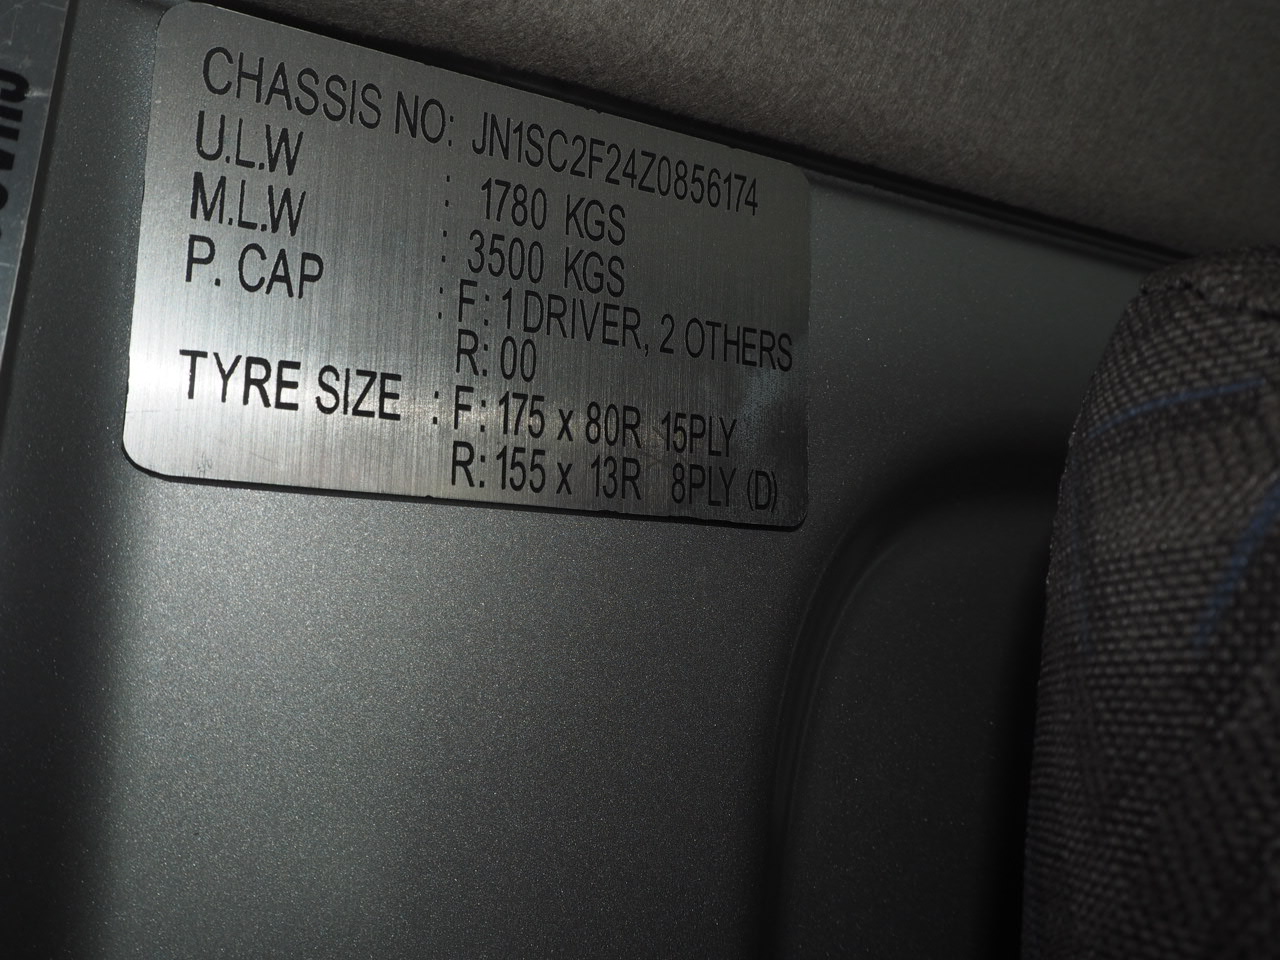 CHASSIS NO: JN1SC2F24Z0856174
U.L.W : 1780 KGS
M.L.W : 3500 KGS
P. CAP : F: 1 DRIVER, 2 OTHERS
R: 00
TYRE SIZE : F: 175 x 80R 15PLY
R: 155 x 13R 8PLY (D)